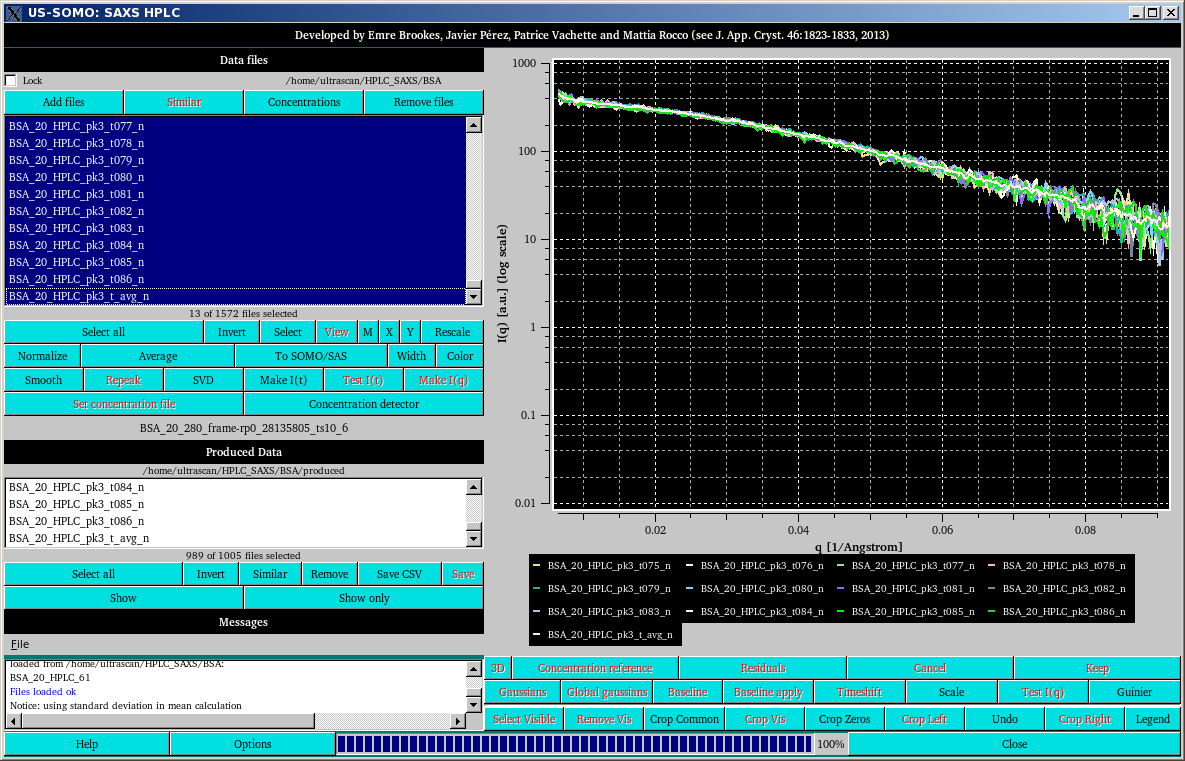 US-SOMO: SAXS HPLC
Developed by Emre Brookes, Javier Pérez, Patrice Vachette and Mattia Rocco (see J. App. Cryst. 46:1823-1833, 2013)
Data files
Lock /home/ultrascan/HPLC_SAXS/BSA
Add files Similar Concentrations Remove files
BSA_20_HPLC_pk3_t077_n
BSA_20_HPLC_pk3_t078_n
BSA_20_HPLC_pk3_t079_n
BSA_20_HPLC_pk3_t080_n
BSA_20_HPLC_pk3_t081_n
BSA_20_HPLC_pk3_t082_n
BSA_20_HPLC_pk3_t083_n
BSA_20_HPLC_pk3_t084_n
BSA_20_HPLC_pk3_t085_n
BSA_20_HPLC_pk3_t086_n
BSA_20_HPLC_pk3_t_avg_n
13 of 1572 files selected
Select all Invert Select View M X Y Rescale
Normalize Average To SOMO/SAS Width Color
Smooth Repeak SVD Make I(t) Test I(t) Make I(q)
Set concentration file Concentration detector
BSA_20_280_frame-rp0_28135805_ts10_6
Produced Data
/home/ultrascan/HPLC_SAXS/BSA/produced
BSA_20_HPLC_pk3_t084_n
BSA_20_HPLC_pk3_t085_n
BSA_20_HPLC_pk3_t086_n
BSA_20_HPLC_pk3_t_avg_n
989 of 1005 files selected
Select all Invert Similar Remove Save CSV Save
Show Show only
Messages
File
loaded from /home/ultrascan/HPLC_SAXS/BSA:
BSA_20_HPLC_61
Files loaded ok
Notice: using standard deviation in mean calculation
I(q) [a.u.] (log scale)
1000
100
10
1
0.1
0.01
0.02 0.04 0.06 0.08
q [1/Angstrom]
BSA_20_HPLC_pk3_t075_n BSA_20_HPLC_pk3_t076_n BSA_20_HPLC_pk3_t077_n BSA_20_HPLC_pk3_t078_n
BSA_20_HPLC_pk3_t079_n BSA_20_HPLC_pk3_t080_n BSA_20_HPLC_pk3_t081_n BSA_20_HPLC_pk3_t082_n
BSA_20_HPLC_pk3_t083_n BSA_20_HPLC_pk3_t084_n BSA_20_HPLC_pk3_t085_n BSA_20_HPLC_pk3_t086_n
BSA_20_HPLC_pk3_t_avg_n
3D Concentration reference Residuals Cancel Keep
Gaussians Global gaussians Baseline Baseline apply Timeshift Scale Test I(q) Guinier
Select Visible Remove Vis Crop Common Crop Vis Crop Zeros Crop Left Undo Crop Right Legend
Help Options 100% Close